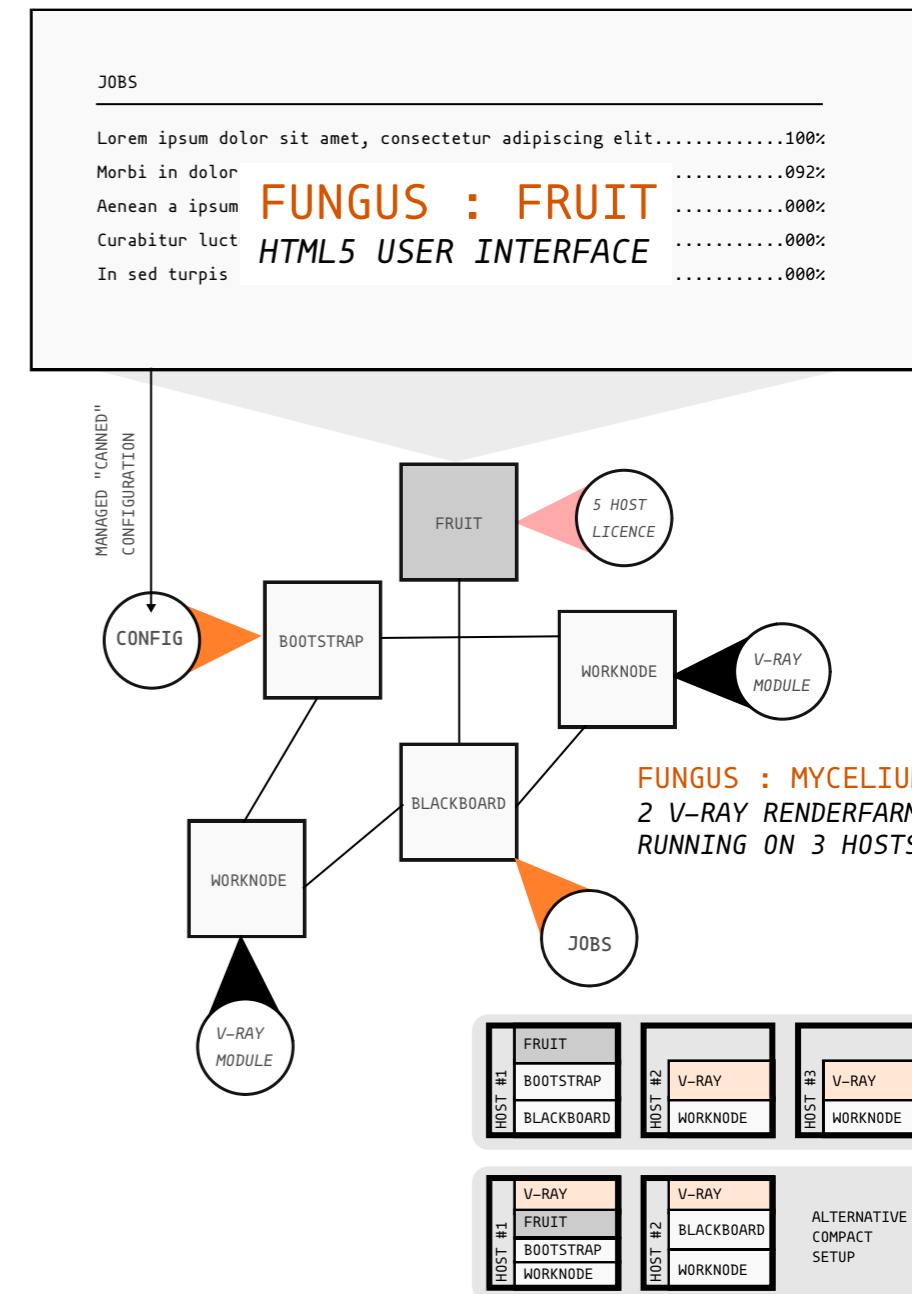 JOBS
Lorem ipsum dolor sit amet, consectetur adipiscing elit.............100%
Morbi in dolor ...........092%
Aenean a ipsum ...........000%
Curabitur luct ...........000%
In sed turpis ...........000%
FUNGUS : FRUIT
HTML5 USER INTERFACE
MANAGED "CANNED"
CONFIGURATION
FRUIT
5 HOST
LICENCE
CONFIG
BOOTSTRAP
WORKNODE
V-RAY
MODULE
BLACKBOARD
FUNGUS : MYCELIU
2 V-RAY RENDERFARM
RUNNING ON 3 HOSTS
WORKNODE
JOBS
V-RAY
MODULE
HOST #1
FRUIT
BOOTSTRAP
BLACKBOARD
HOST #2
V-RAY
WORKNODE
HOST #3
V-RAY
WORKNODE
HOST #1
V-RAY
FRUIT
BOOTSTRAP
WORKNODE
HOST #2
V-RAY
BLACKBOARD
WORKNODE
ALTERNATIVE
COMPACT
SETUP